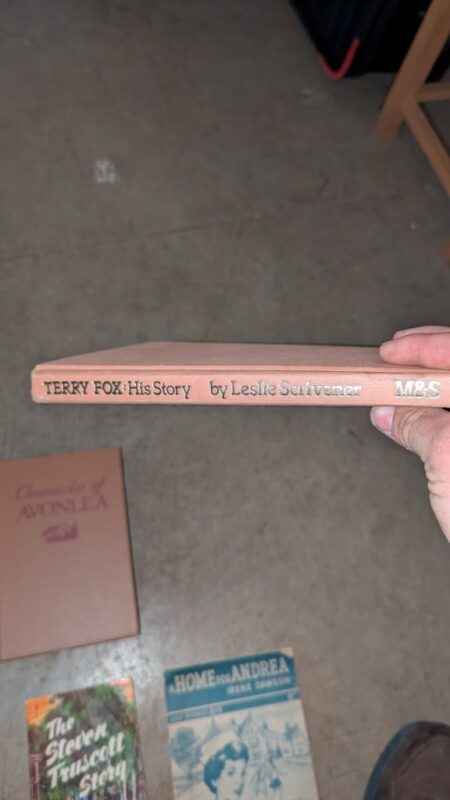 TERRY FOX: His Story by Leslie Scrivener M&S
Chronicles of
AVONLEA
A HOME FOR ANDREA
The
Steven
Truscott
Story